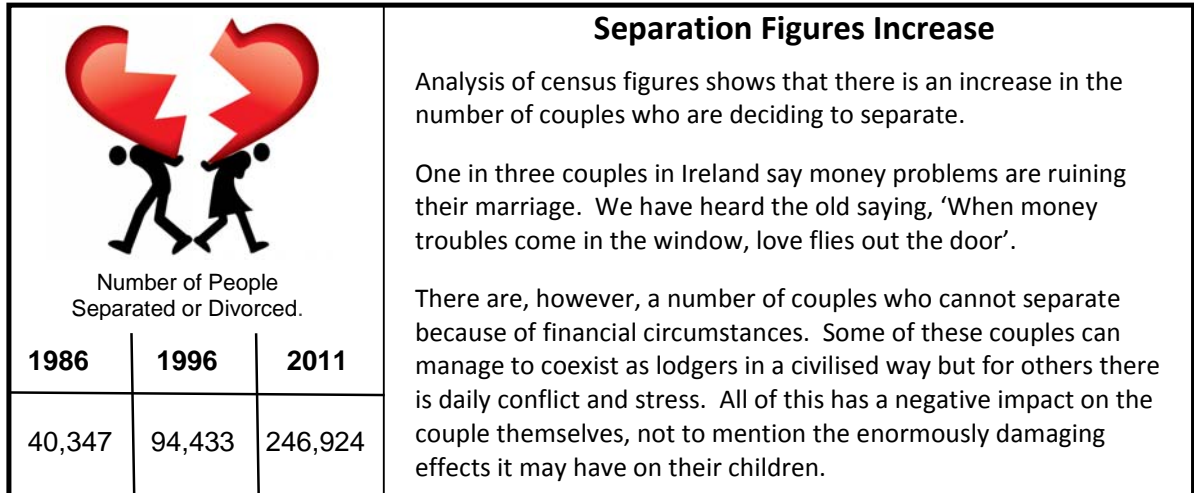 Number of People
Separated or Divorced.
1986 1996 2011
40,347 94,433 246,924
Separation Figures Increase
Analysis of census figures shows that there is an increase in the
number of couples who are deciding to separate.
One in three couples in Ireland say money problems are ruining
their marriage.  We have heard the old saying, ‘When money
troubles come in the window, love flies out the door’.
There are, however, a number of couples who cannot separate
because of financial circumstances.  Some of these couples can
manage to coexist as lodgers in a civilised way but for others there
is daily conflict and stress.  All of this has a negative impact on the
couple themselves, not to mention the enormously damaging
effects it may have on their children.